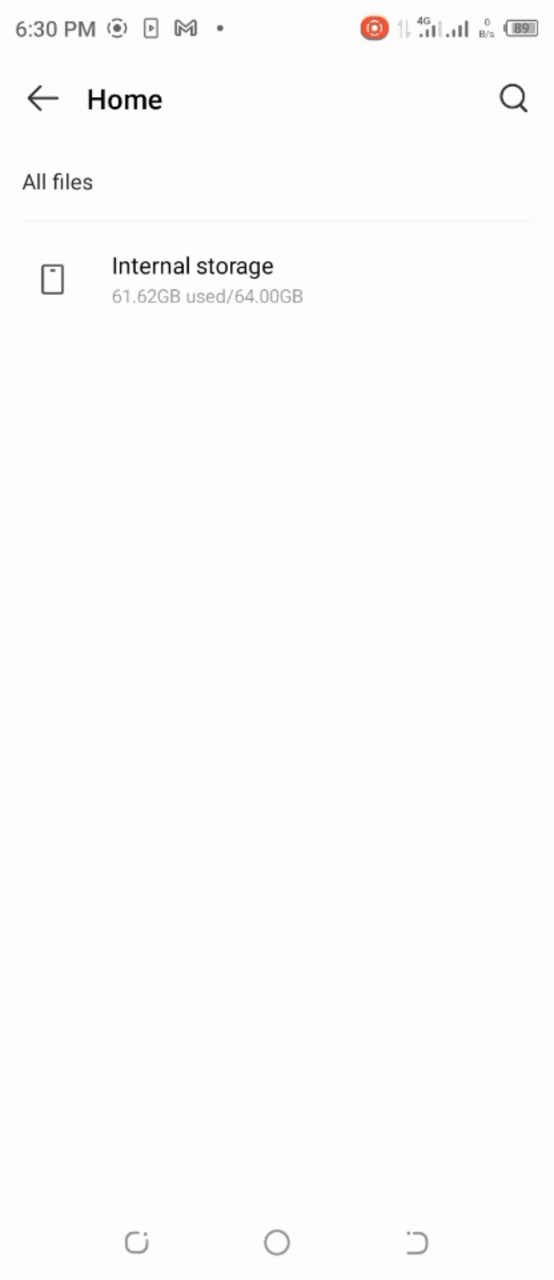 6:30 PM
4G
0
B/s
89
Home
All files
Internal storage
61.62GB used/64.00GB